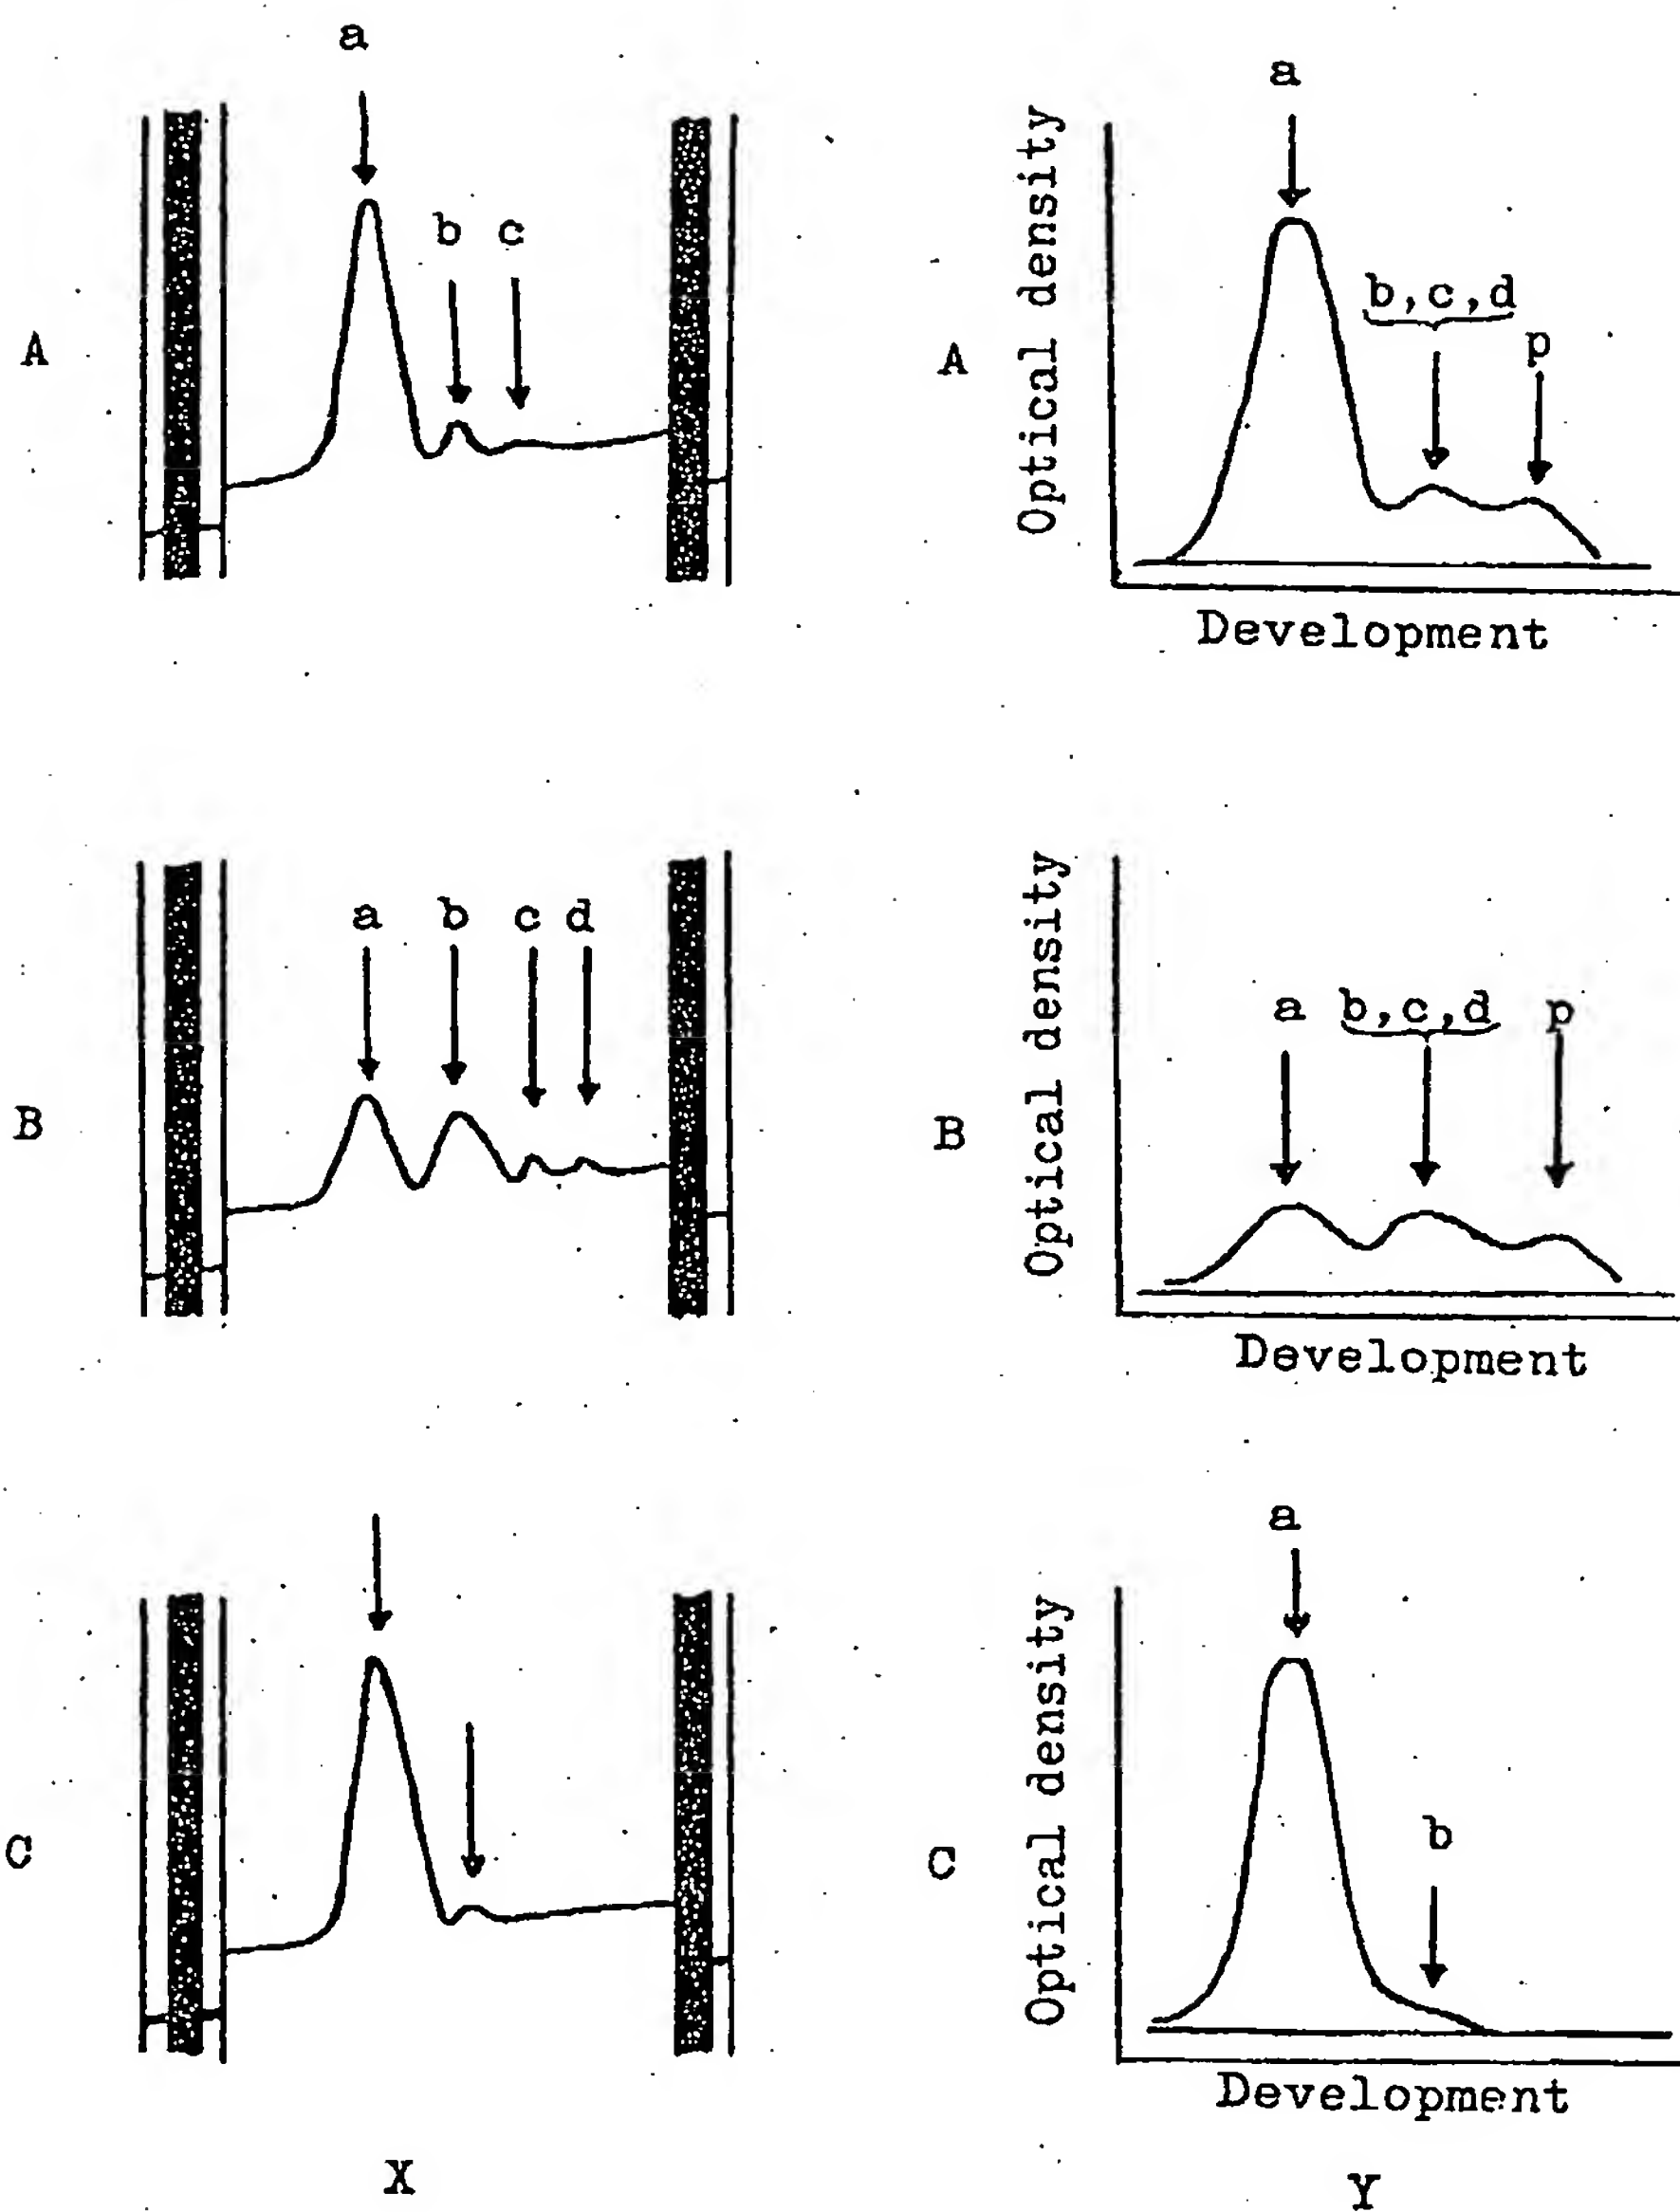 a
b c
A
a
b,c,d
p
Optical density
A
Development
a b c d
B
a b,c,d p
Optical density
B
Development
C
a
b
Optical density
C
Development
X
Y